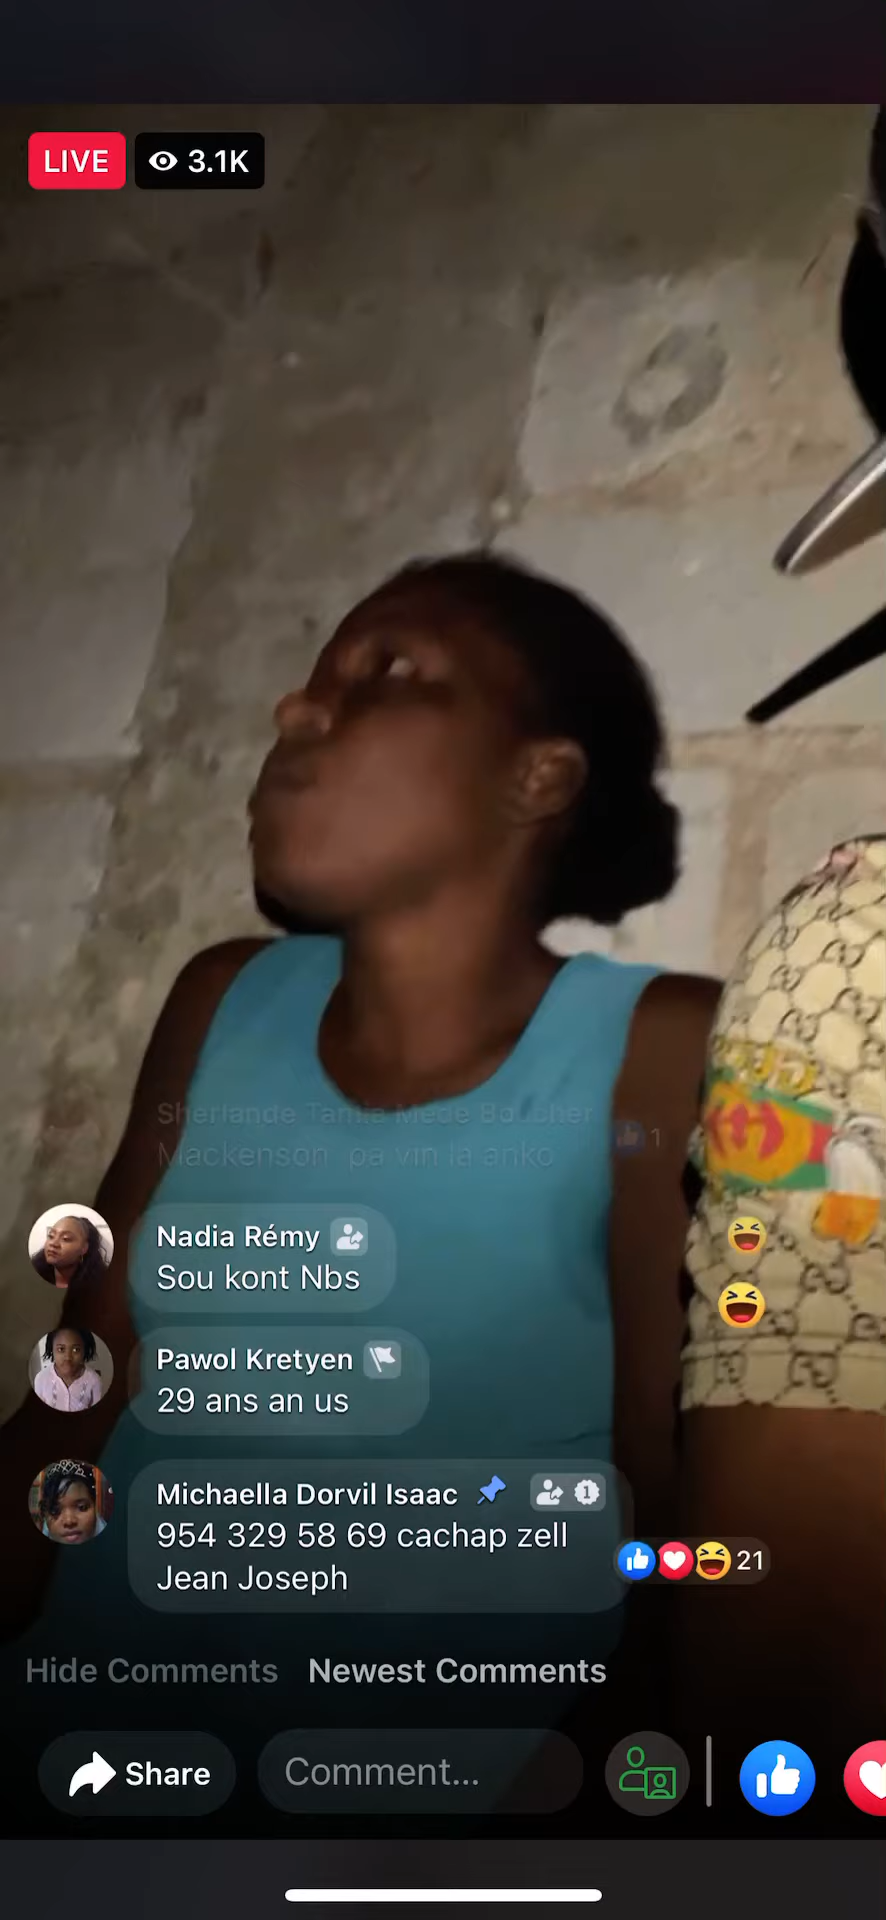 LIVE 3.1K
Sherlande Tania Mede Boucher
Mackenson pa vin la anko
1
Nadia Rémy
Sou kont Nbs
Pawol Kretyen
29 ans an us
Michaella Dorvil Isaac
1
954 329 58 69 cachap zell
Jean Joseph
21
Hide Comments Newest Comments
Share Comment...